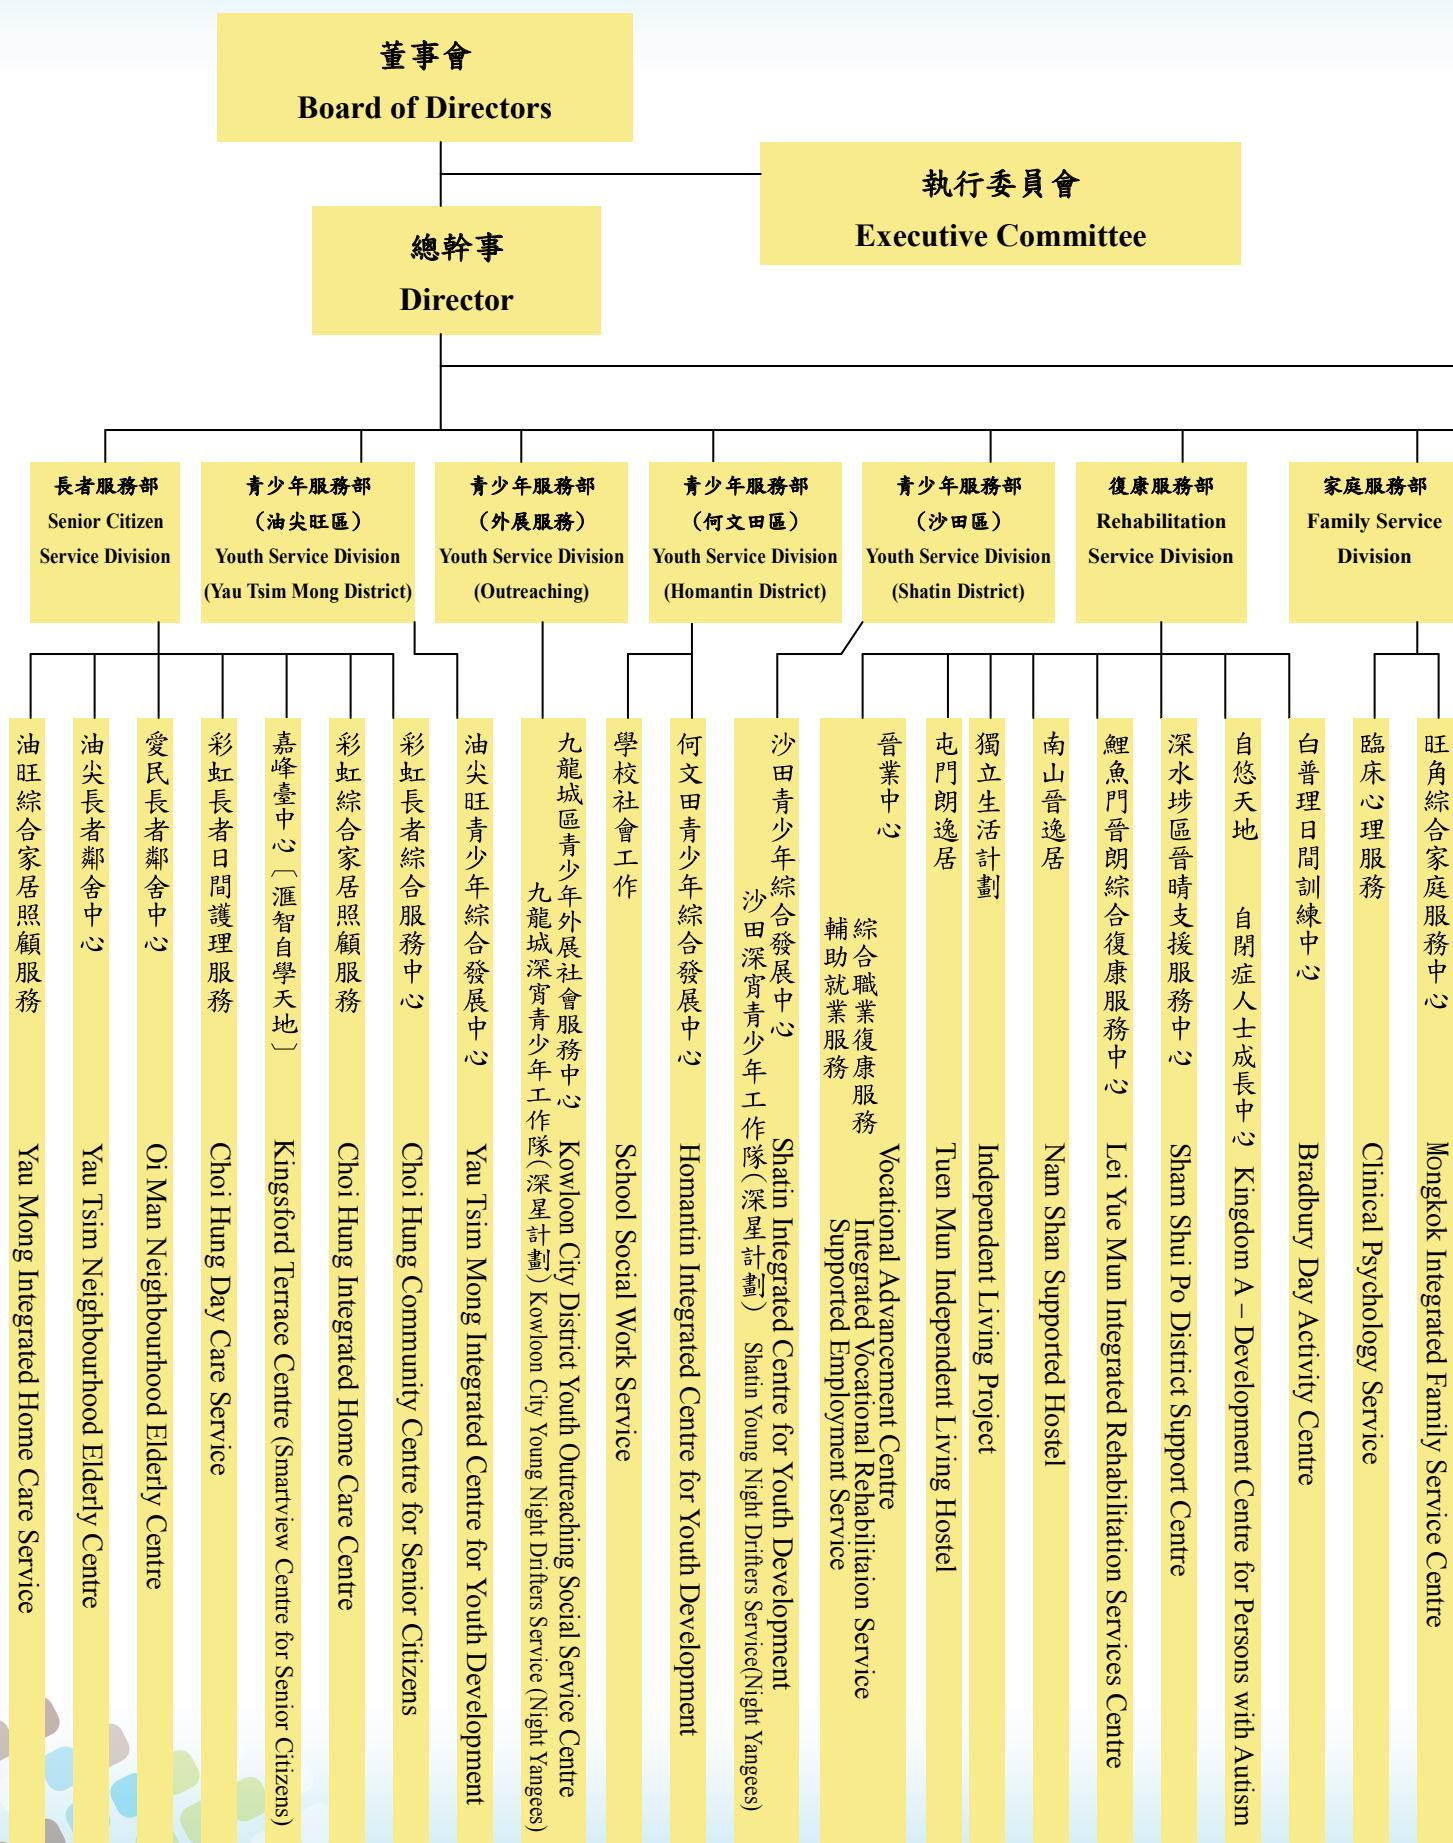 董事會
Board of Directors
執行委員會
Executive Committee
總幹事
Director
長者服務部
Senior Citizen
Service Division
青少年服務部
（油尖旺區）
Youth Service Division
(Yau Tsim Mong District)
青少年服務部
（外展服務）
Youth Service Division
(Outreaching)
青少年服務部
（何文田區）
Youth Service Division
(Homantin District)
青少年服務部
（沙田區）
Youth Service Division
(Shatin District)
復康服務部
Rehabilitation
Service Division
家庭服務部
Family Service
Division
油旺綜合家居照顧服務 Yau Mong Integrated Home Care Service
油尖長者鄰舍中心 Yau Tsim Neighbourhood Elderly Centre
愛民長者鄰舍中心 Oi Man Neighbourhood Elderly Centre
彩虹長者日間護理服務 Choi Hung Day Care Service
嘉峰臺中心〔滙智自學天地〕 Kingsford Terrace Centre (Smartview Centre for Senior Citizens)
彩虹綜合家居照顧服務 Choi Hung Integrated Home Care Centre
彩虹長者綜合服務中心 Choi Hung Community Centre for Senior Citizens
油尖旺青少年綜合發展中心 Yau Tsim Mong Integrated Centre for Youth Development
九龍城區青少年外展社會服務中心 Kowloon City District Youth Outreaching Social Service Centre
九龍城深宵青少年工作隊(深星計劃) Kowloon City Young Night Drifters Service (Night Yangees)
學校社會工作 School Social Work Service
何文田青少年綜合發展中心 Homantin Integrated Centre for Youth Development
沙田青少年綜合發展中心 Shatin Integrated Centre for Youth Development
沙田深宵青少年工作隊(深星計劃) Shatin Young Night Drifters Service(Night Yangees)
晉業中心 Vocational Advancement Centre
綜合職業復康服務 Integrated Vocational Rehabilitaion Service
輔助就業服務 Supported Employment Service
屯門朗逸居 Tuen Mun Independent Living Hostel
獨立生活計劃 Independent Living Project
南山晉逸居 Nam Shan Supported Hostel
鯉魚門晉朗綜合復康服務中心 Lei Yue Mun Integrated Rehabilitation Services Centre
深水埗區晉晴支援服務中心 Sham Shui Po District Support Centre
自悠天地 自閉症人士成長中心 Kingdom A – Development Centre for Persons with Autism
白普理日間訓練中心 Bradbury Day Activity Centre
臨床心理服務 Clinical Psychology Service
旺角綜合家庭服務中心 Mongkok Integrated Family Service Centre